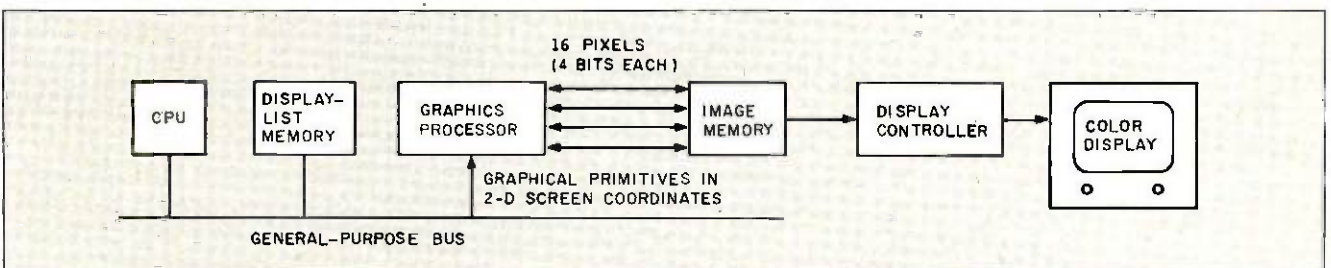 16 PIXELS
(4 BITS EACH)
CPU
DISPLAY-
LIST
MEMORY
GRAPHICS
PROCESSOR
IMAGE
MEMORY
DISPLAY
CONTROLLER
COLOR
DISPLAY
GRAPHICAL PRIMITIVES IN
2-D SCREEN COORDINATES
GENERAL-PURPOSE BUS